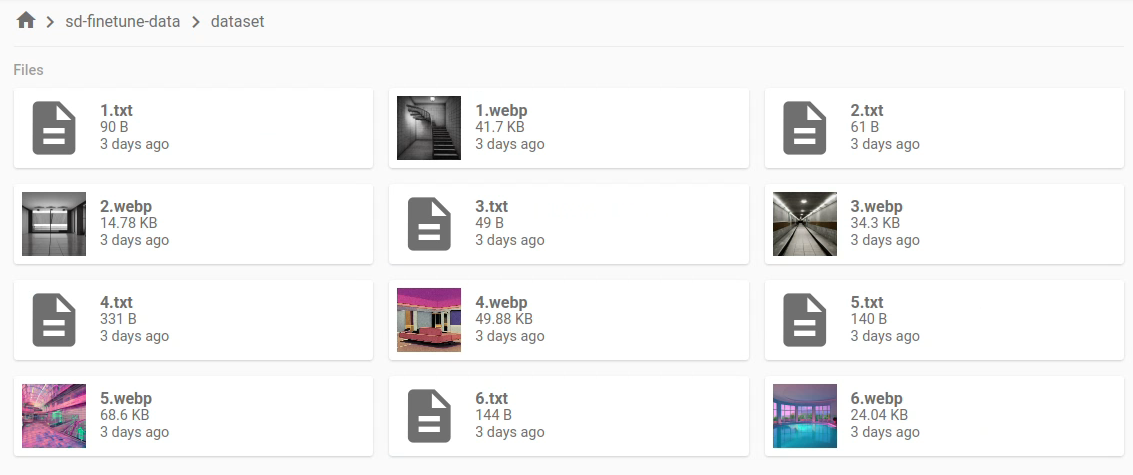 sd-finetune-data > dataset
Files
1.txt
90 B
3 days ago
1.webp
41.7 KB
3 days ago
2.txt
61 B
3 days ago
2.webp
14.78 KB
3 days ago
3.txt
49 B
3 days ago
3.webp
34.3 KB
3 days ago
4.txt
331 B
3 days ago
4.webp
49.88 KB
3 days ago
5.txt
140 B
3 days ago
5.webp
68.6 KB
3 days ago
6.txt
144 B
3 days ago
6.webp
24.04 KB
3 days ago